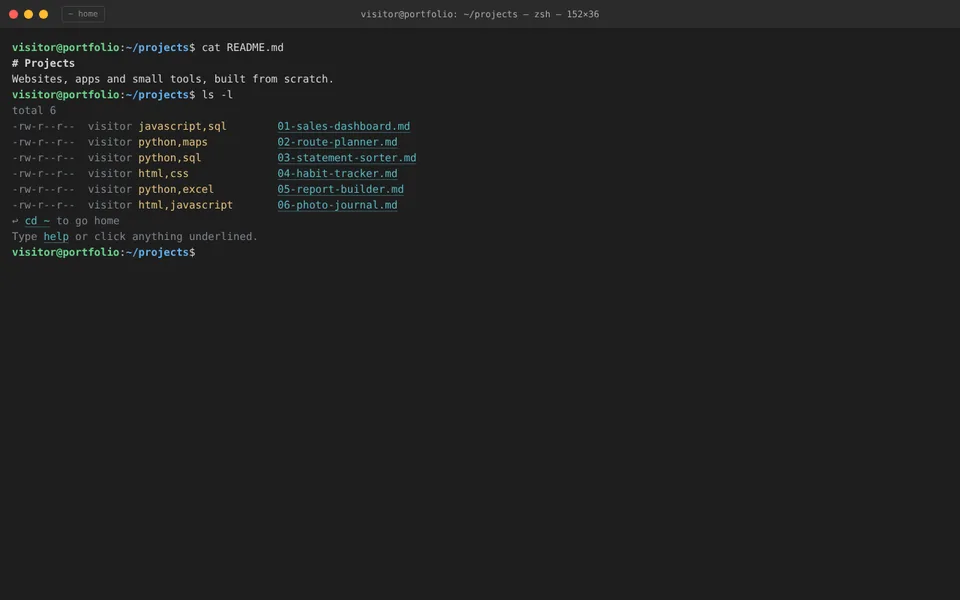 ~ home
visitor@portfolio: ~/projects — zsh — 152×36
visitor@portfolio:~/projects$ cat README.md
# Projects
Websites, apps and small tools, built from scratch.
visitor@portfolio:~/projects$ ls -l
total 6
-rw-r--r-- visitor javascript,sql 01-sales-dashboard.md
-rw-r--r-- visitor python,maps 02-route-planner.md
-rw-r--r-- visitor python,sql 03-statement-sorter.md
-rw-r--r-- visitor html,css 04-habit-tracker.md
-rw-r--r-- visitor python,excel 05-report-builder.md
-rw-r--r-- visitor html,javascript 06-photo-journal.md
↩ cd ~ to go home
Type help or click anything underlined.
visitor@portfolio:~/projects$